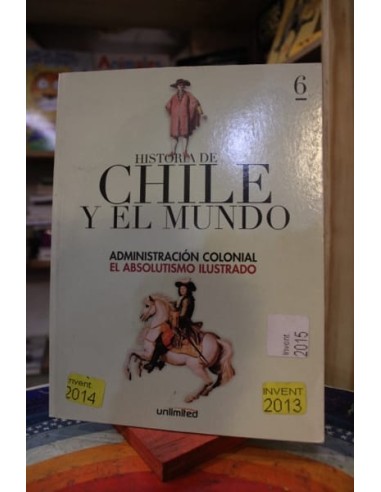 6
HISTORIA DE
CHILE
Y EL MUNDO
ADMINISTRACIÓN COLONIAL
EL ABSOLUTISMO ILUSTRADO
Invent
2015
Invent
2014
INVENT
2013
unlimited